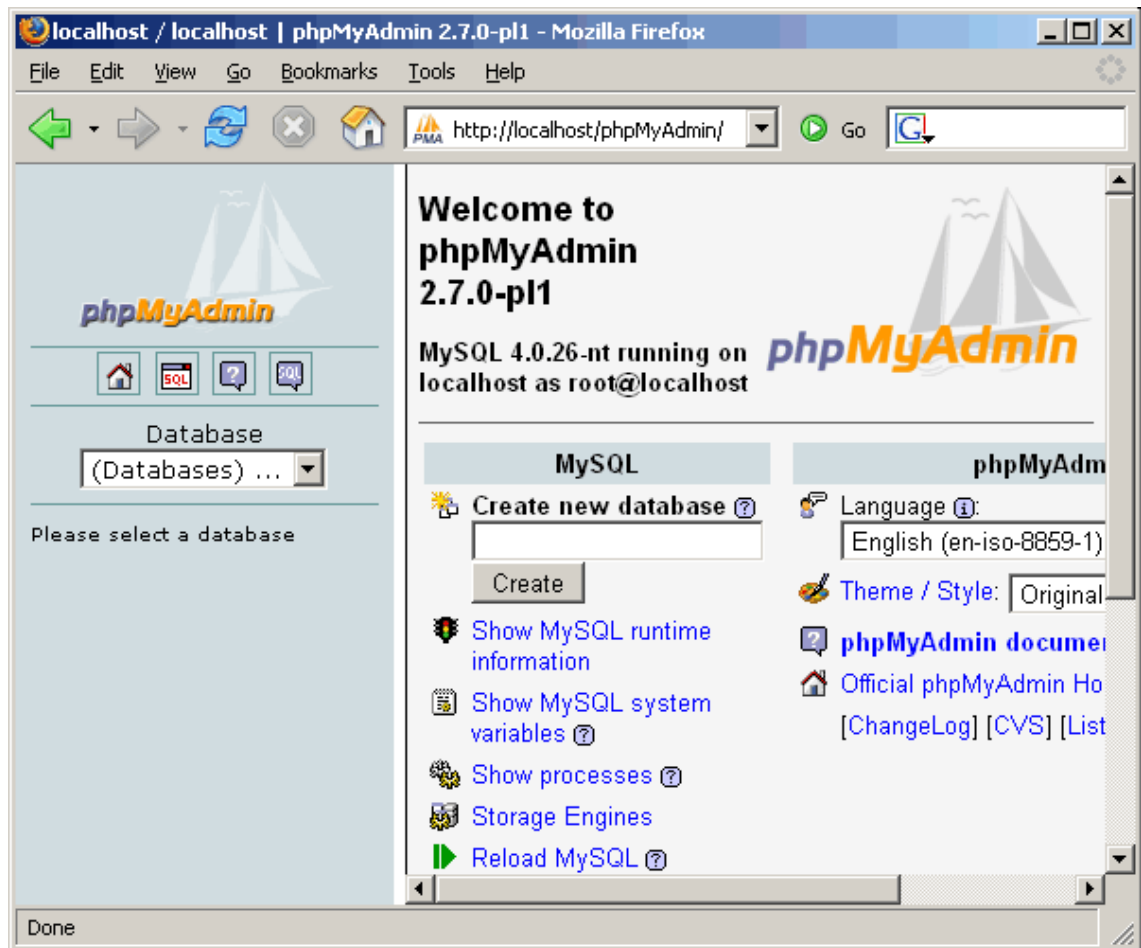 localhost / localhost | phpMyAdmin 2.7.0-pl1 - Mozilla Firefox
File Edit View Go Bookmarks Tools Help
PMA http://localhost/phpMyAdmin/ Go G
phpMyAdmin
SQL ? SQL
Database
(Databases) ...
Please select a database
Welcome to
phpMyAdmin
2.7.0-pl1
phpMyAdmin
MySQL 4.0.26-nt running on
localhost as root@localhost
MySQL
Create new database ?
Create
Show MySQL runtime
information
Show MySQL system
variables ?
Show processes ?
Storage Engines
Reload MySQL ?
phpMyAdm
Language i:
English (en-iso-8859-1)
Theme / Style: Original
? phpMyAdmin documen
Official phpMyAdmin Ho
[ChangeLog] [CVS] [List
Done